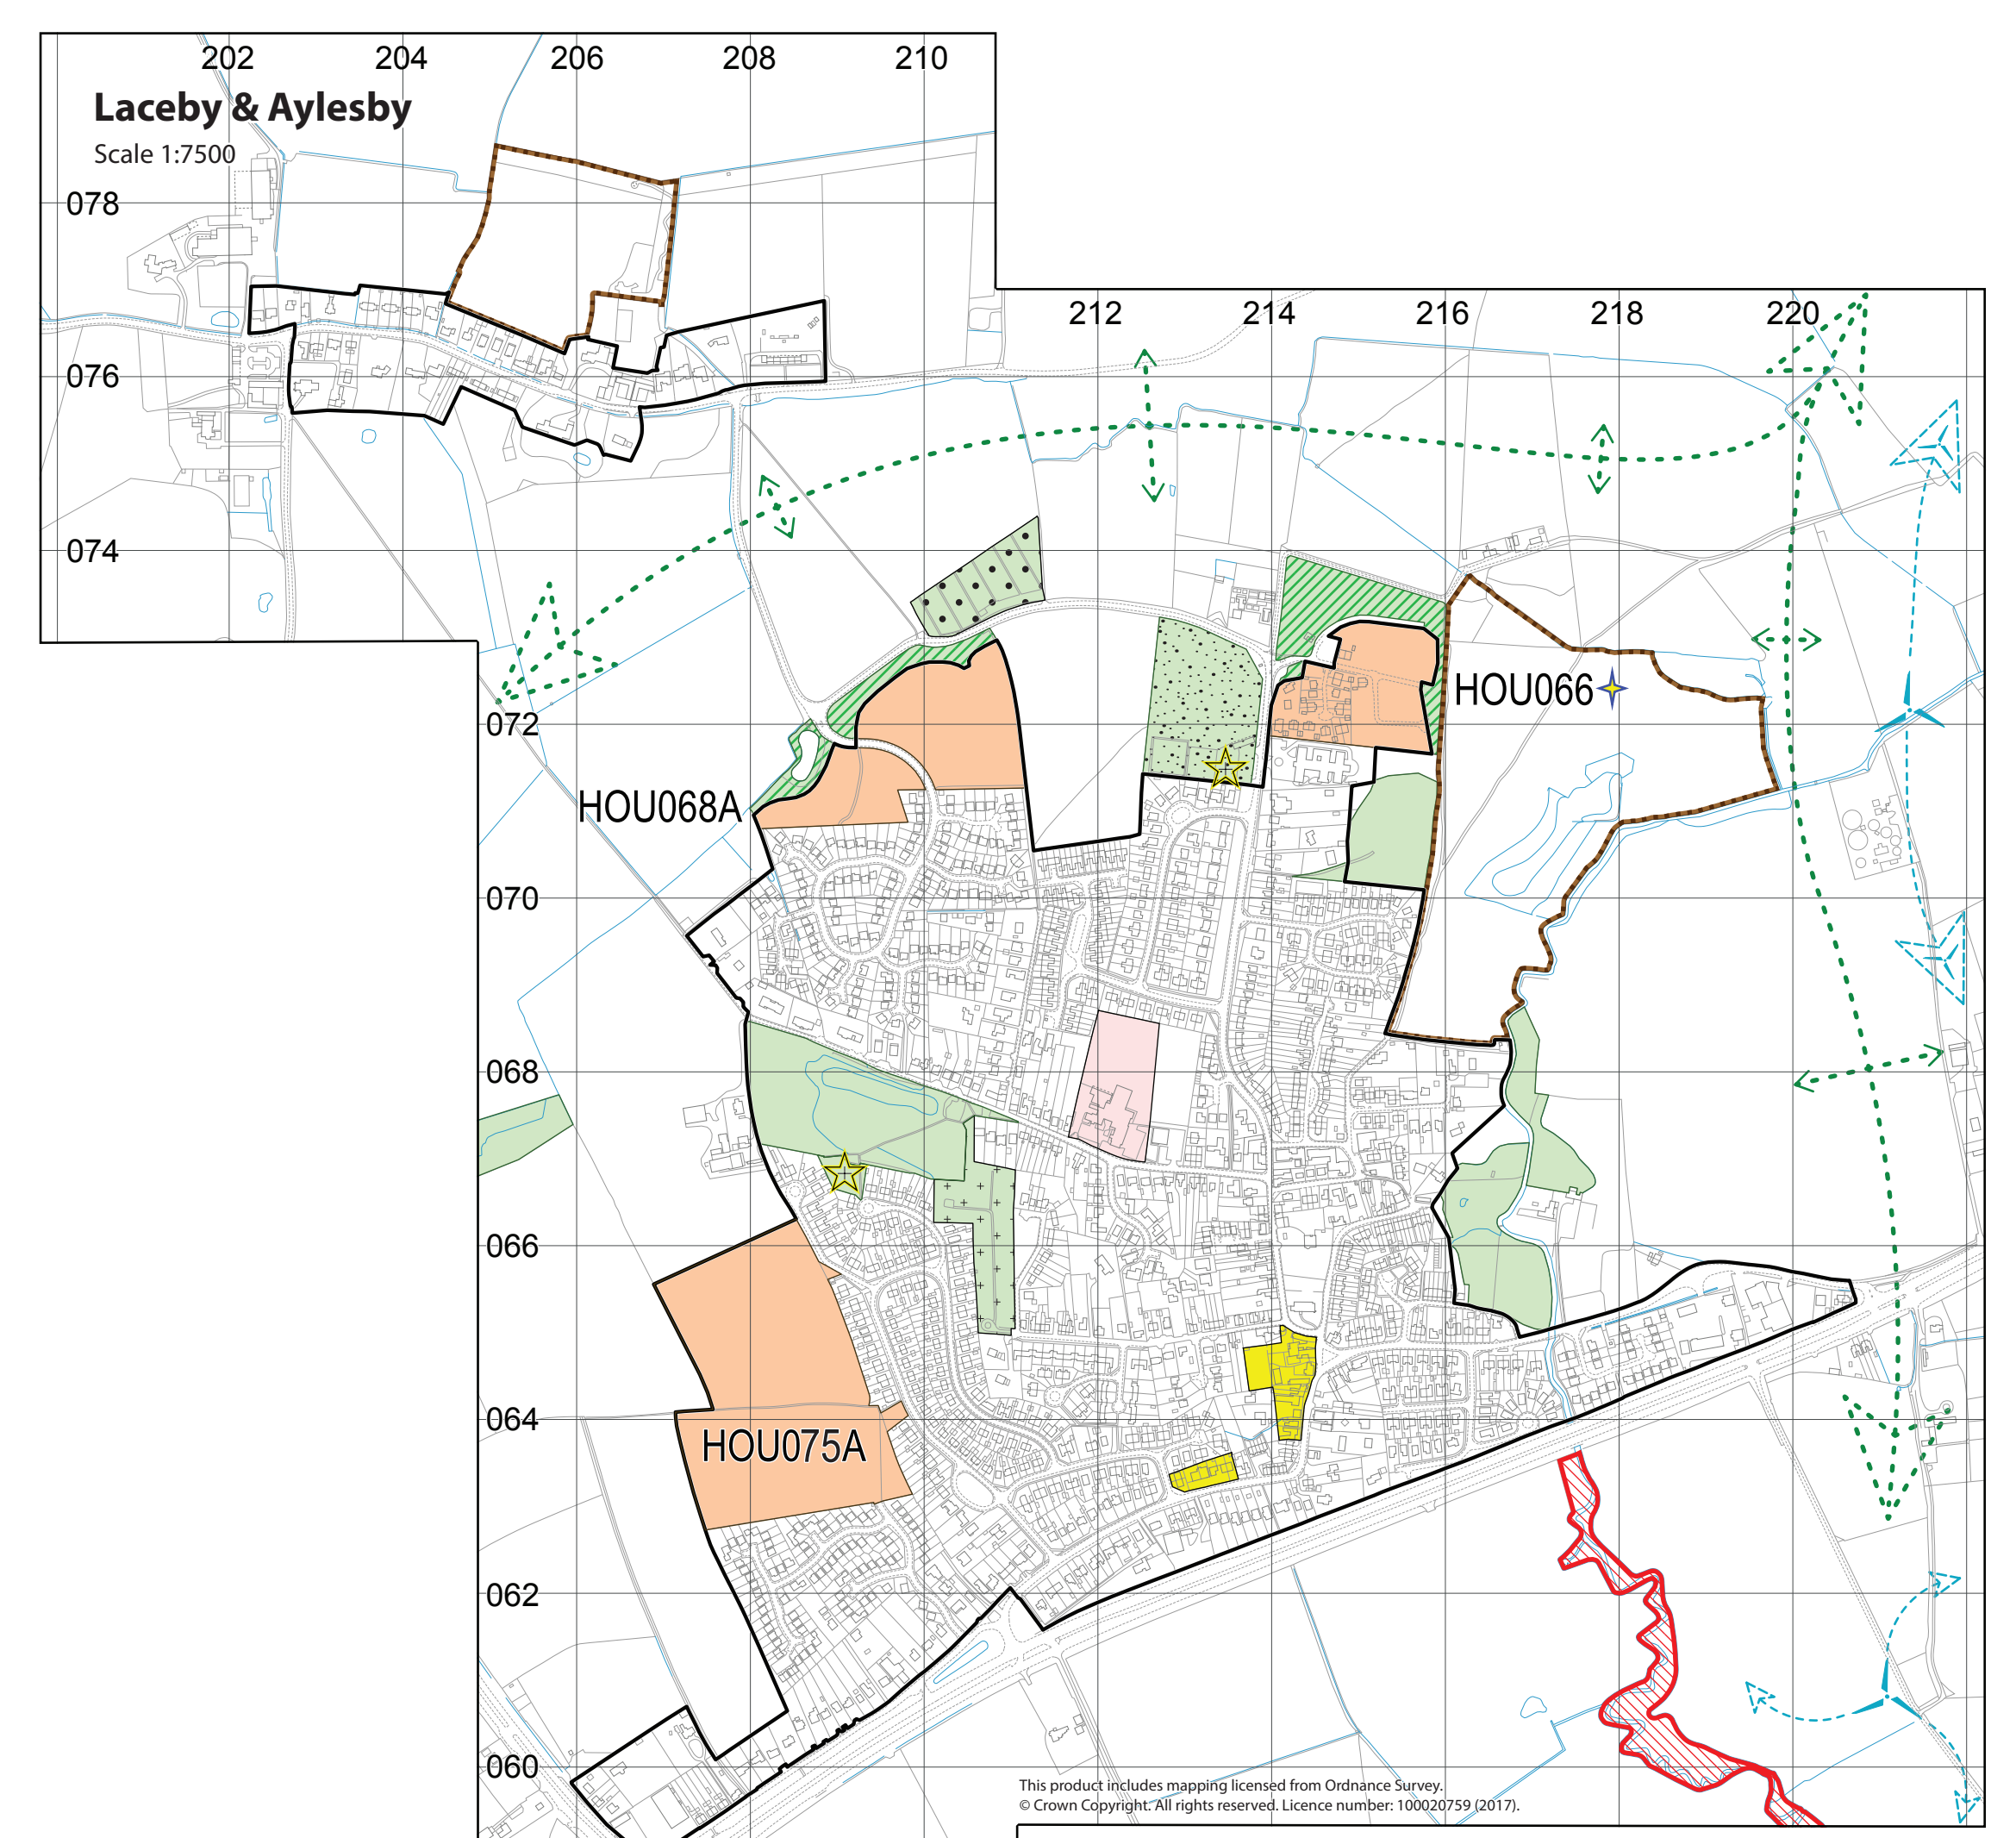 202 204 206 208 210
Laceby & Aylesby
Scale 1:7500
078
212 214 216 218 220
076
074
HOU066
072
HOU068A
070
068
066
064
HOU075A
062
060
This product includes mapping licensed from Ordnance Survey.
© Crown Copyright. All rights reserved. Licence number: 100020759 (2017).